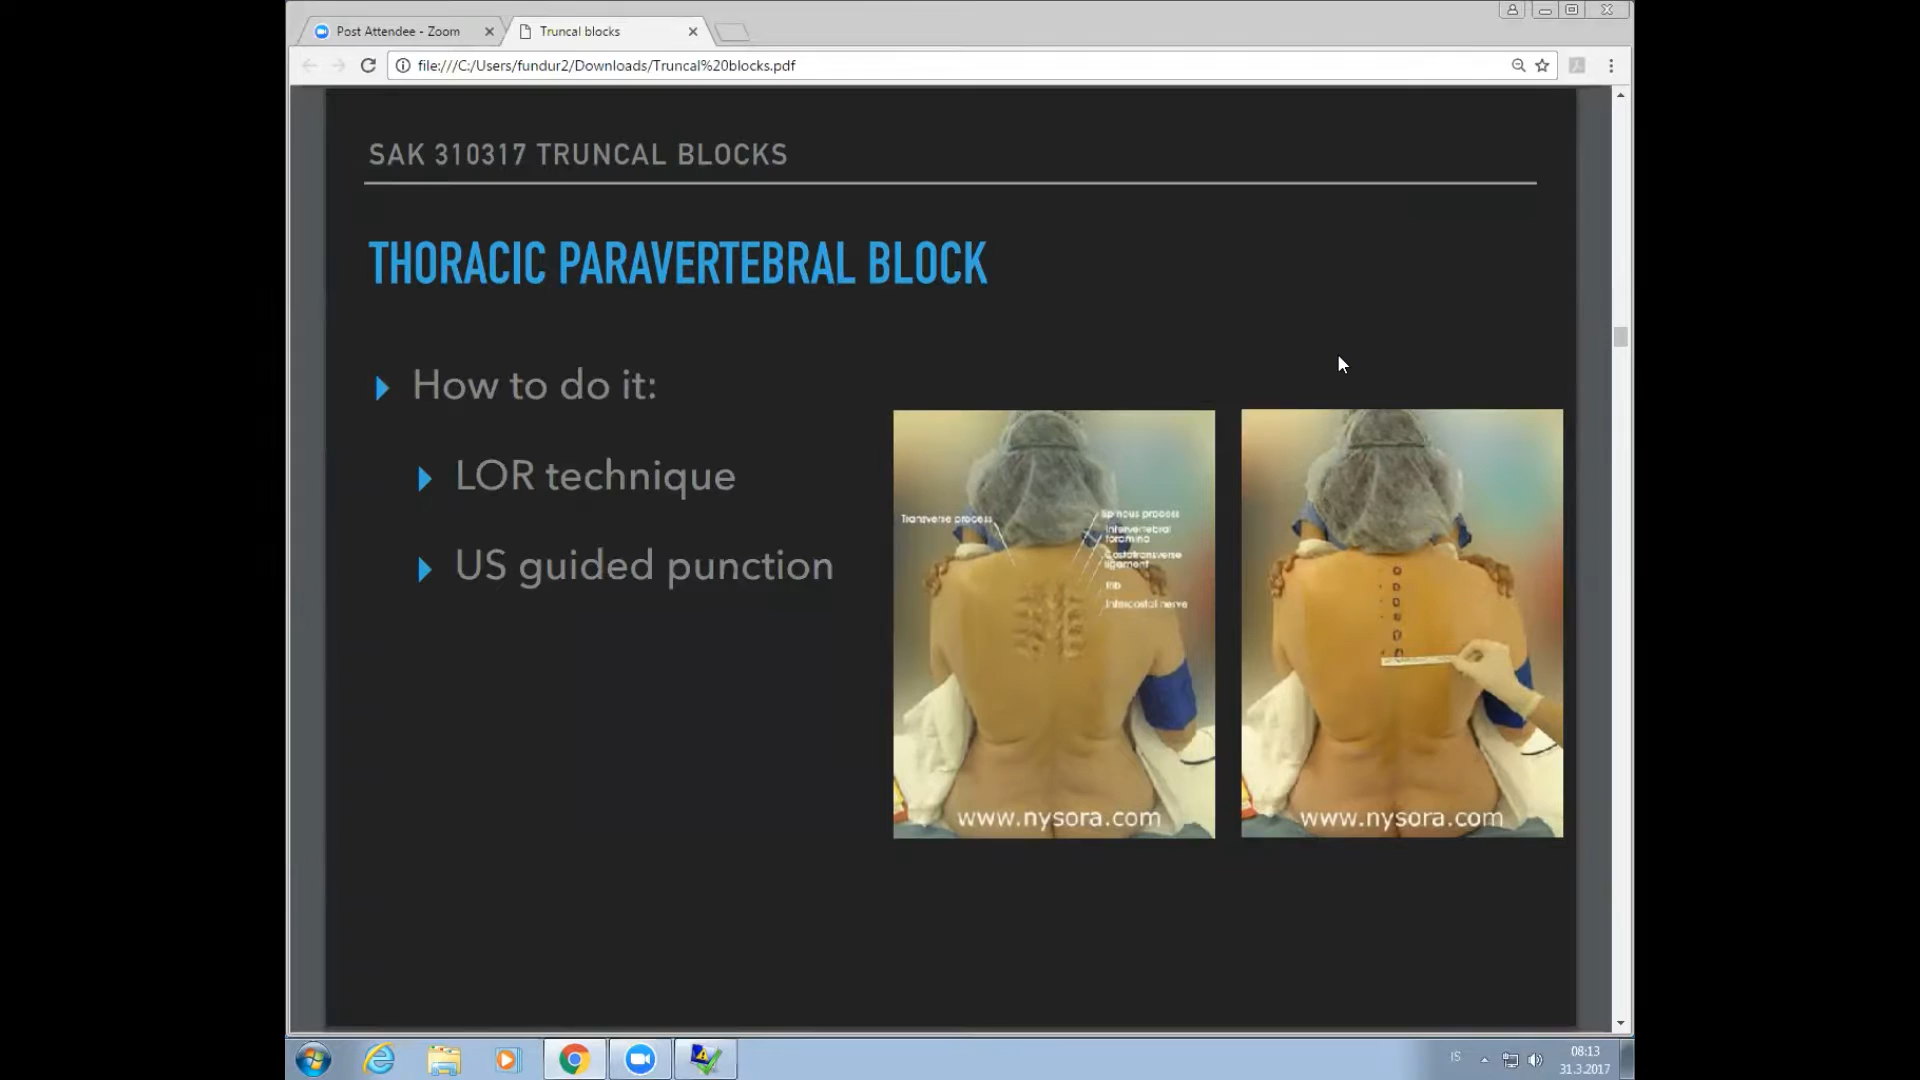 Post Attendee - Zoom
Truncal blocks
file:///C:/Users/fundur2/Downloads/Truncal%20blocks.pdf
SAK 310317 TRUNCAL BLOCKS
THORACIC PARAVERTEBRAL BLOCK
How to do it:
LOR technique
US guided punction
Transverse process
Spinous process
Intervertebral
foramina
Costotransverse
ligament
Rib
Intercostal nerve
www.nysora.com
www.nysora.com
IS
08:13
31.3.2017